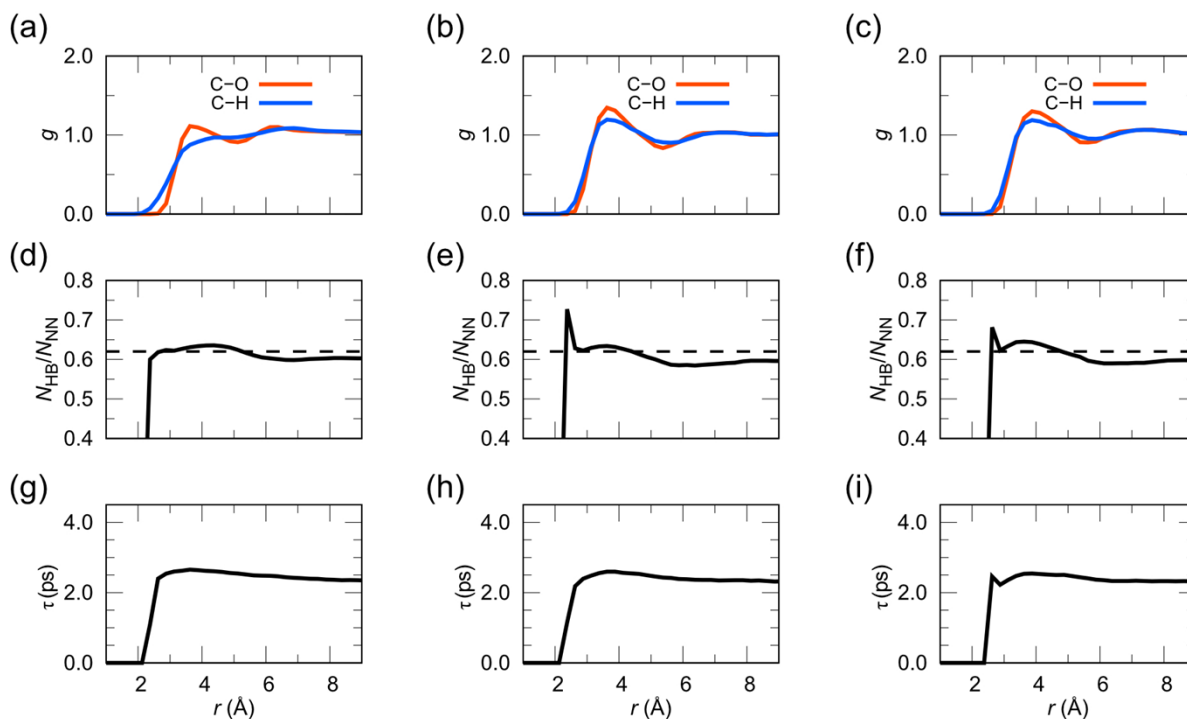 (a)
(b)
(c)
2.0
1.0
0.0
g
C−O
C−H
2.0
1.0
0.0
g
C−O
C−H
2.0
1.0
0.0
g
C−O
C−H
(d)
(e)
(f)
0.8
0.7
0.6
0.5
0.4
NHB/NNN
0.8
0.7
0.6
0.5
0.4
NHB/NNN
0.8
0.7
0.6
0.5
0.4
NHB/NNN
(g)
(h)
(i)
4.0
2.0
0.0
τ (ps)
2 4 6 8
r (Å)
4.0
2.0
0.0
τ (ps)
2 4 6 8
r (Å)
4.0
2.0
0.0
τ (ps)
2 4 6 8
r (Å)